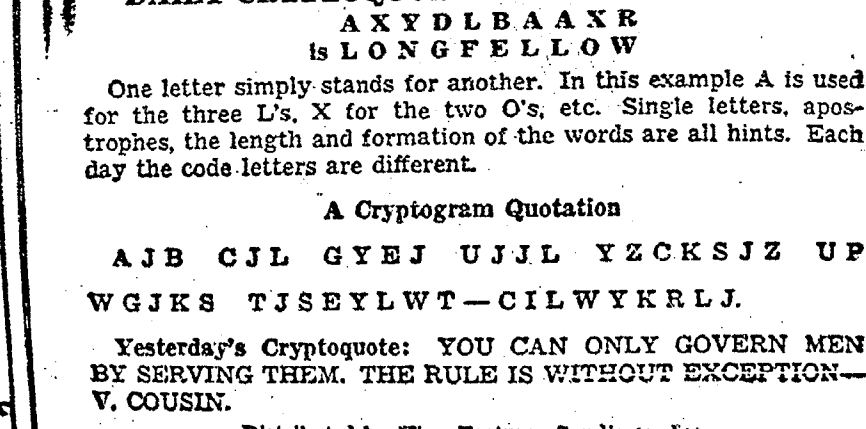 AXYDLBAAXR
is LONGFELLOW
One letter simply stands for another. In this example A is used
for the three L's, X for the two O's, etc. Single letters, apos-
trophes, the length and formation of the words are all hints. Each
day the code letters are different.
A Cryptogram Quotation
AJB CJL GYEJ UJJL YZCKSJZ UP
WGJKS TJSEYLWT—CILWYKRLJ.
Yesterday's Cryptoquote: YOU CAN ONLY GOVERN MEN
BY SERVING THEM. THE RULE IS WITHOUT EXCEPTION—
V. COUSIN.